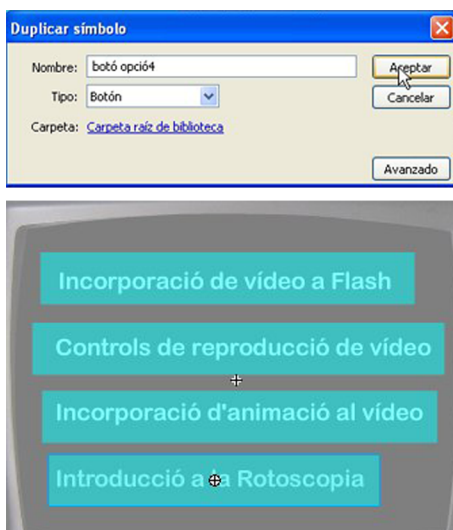 Duplicar símbolo
Nombre: botó opció4 Aceptar
Tipo: Botón Cancelar
Carpeta: Carpeta raíz de biblioteca
Avanzado
Incorporació de vídeo a Flash
Controls de reproducció de vídeo
Incorporació d'animació al vídeo
Introducció a la Rotoscopia